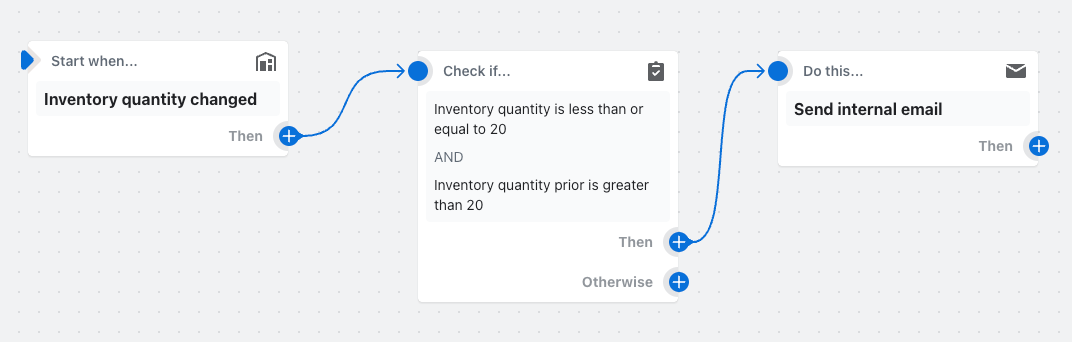 Start when...
Inventory quantity changed
Then
Check if...
Inventory quantity is less than or
equal to 20
AND
Inventory quantity prior is greater
than 20
Then
Otherwise
Do this...
Send internal email
Then